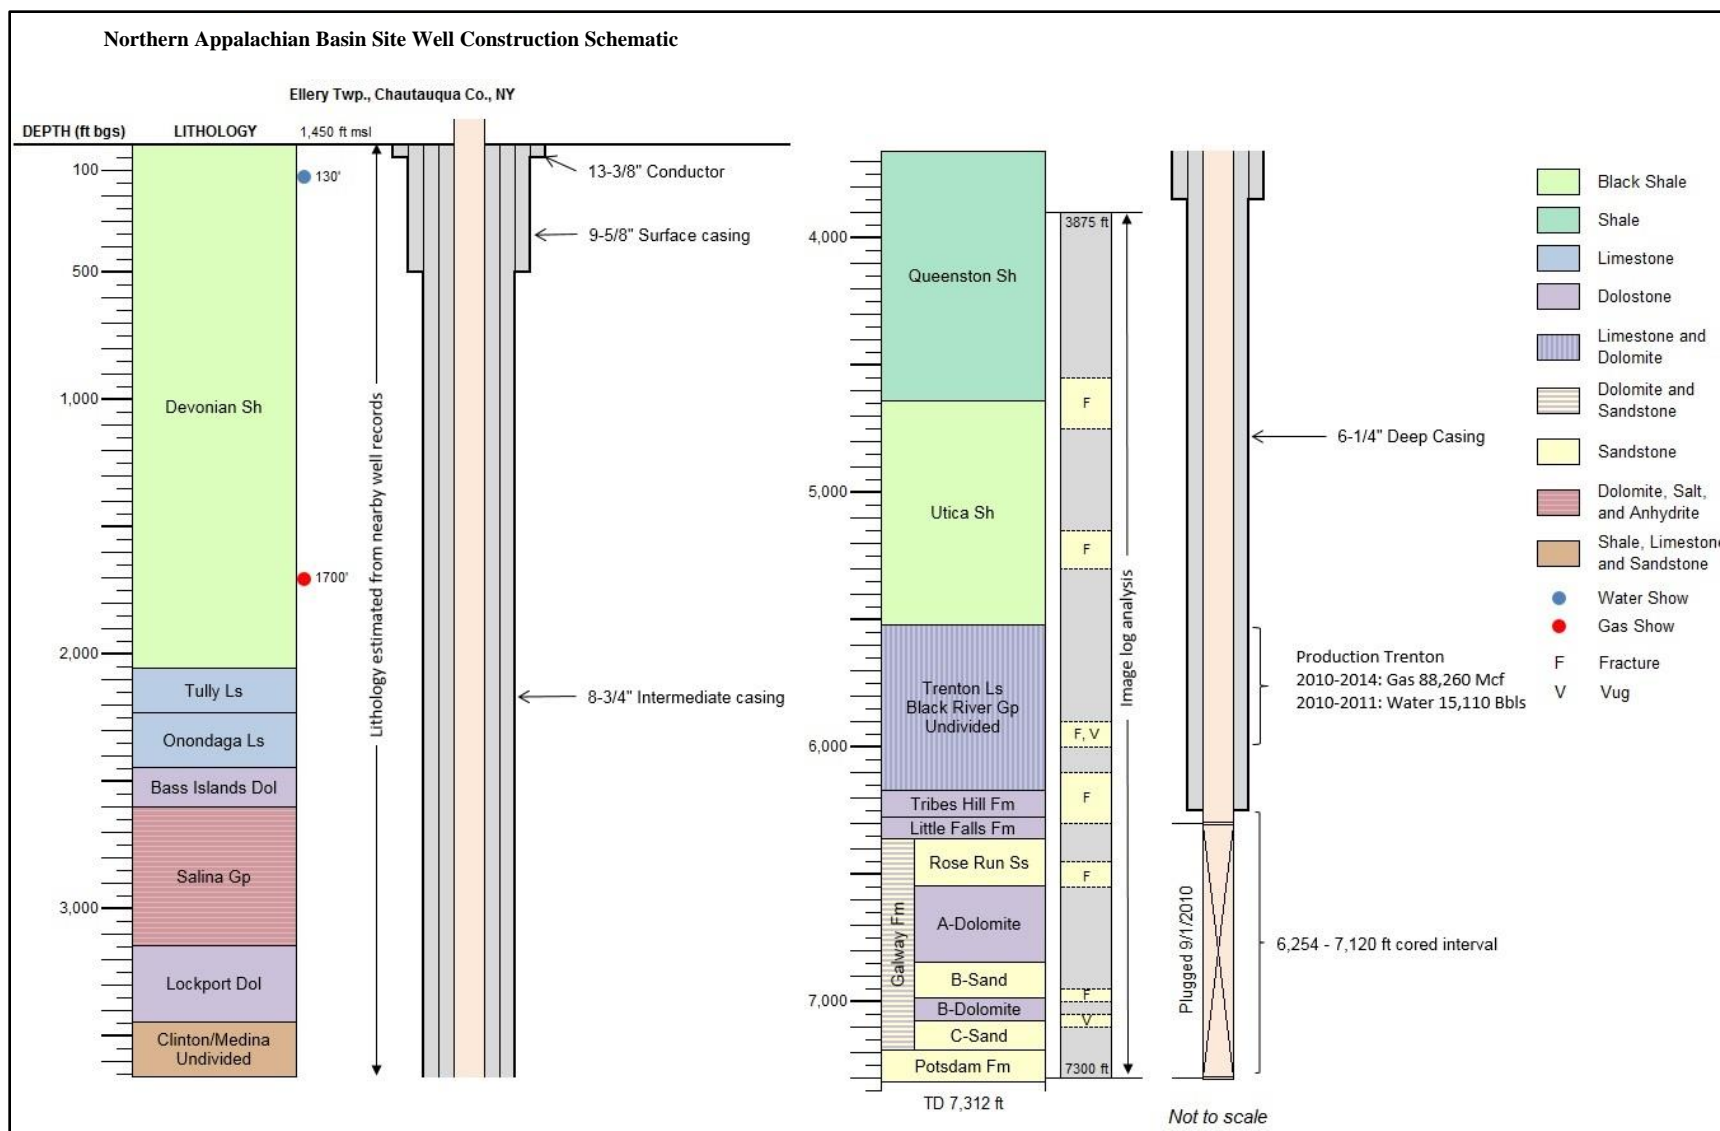 Northern Appalachian Basin Site Well Construction Schematic
Ellery Twp., Chautauqua Co., NY
DEPTH (ft bgs)
LITHOLOGY
1,450 ft msl
100
500
1,000
2,000
3,000
130'
1700'
Devonian Sh
Tully Ls
Onondaga Ls
Bass Islands Dol
Salina Gp
Lockport Dol
Clinton/Medina
Undivided
Lithology estimated from nearby well records
13-3/8" Conductor
9-5/8" Surface casing
8-3/4" Intermediate casing
4,000
5,000
6,000
7,000
Queenston Sh
Utica Sh
Trenton Ls
Black River Gp
Undivided
Tribes Hill Fm
Little Falls Fm
Galway Fm
Rose Run Ss
A-Dolomite
B-Sand
B-Dolomite
C-Sand
Potsdam Fm
TD 7,312 ft
3875 ft
F
F
F, V
F
F
F
V
7300 ft
Image log analysis
6-1/4" Deep Casing
Production Trenton
2010-2014: Gas 88,260 Mcf
2010-2011: Water 15,110 Bbls
Plugged 9/1/2010
6,254 - 7,120 ft cored interval
Not to scale
Black Shale
Shale
Limestone
Dolostone
Limestone and
Dolomite
Dolomite and
Sandstone
Sandstone
Dolomite, Salt,
and Anhydrite
Shale, Limestone
and Sandstone
Water Show
Gas Show
F Fracture
V Vug